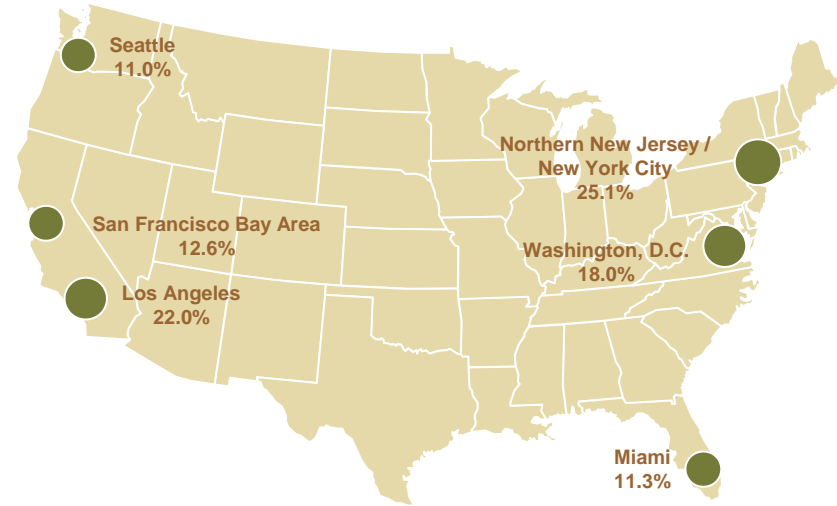 Seattle
11.0%
Northern New Jersey /
New York City
25.1%
San Francisco Bay Area
12.6%
Washington, D.C.
18.0%
Los Angeles
22.0%
Miami
11.3%